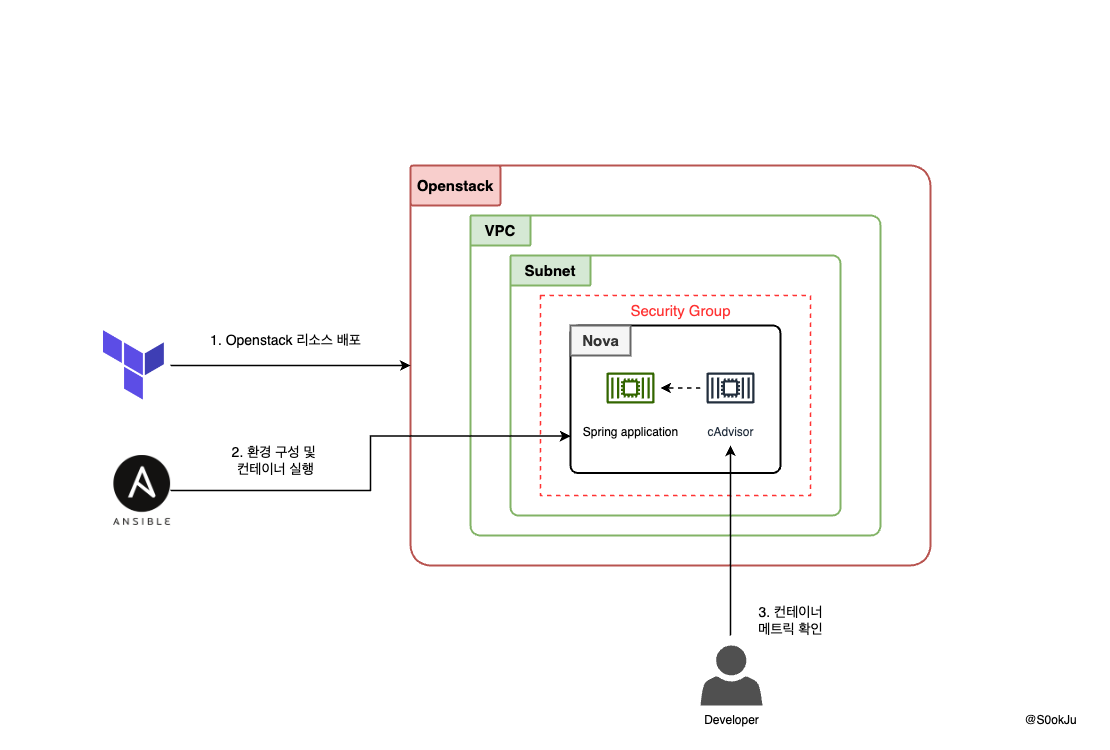 Openstack
VPC
Subnet
Security Group
Nova
1. Openstack 리소스 배포
Spring application
cAdvisor
2. 환경 구성 및
컨테이너 실행
ANSIBLE
3. 컨테이너
메트릭 확인
Developer
@S0okJu